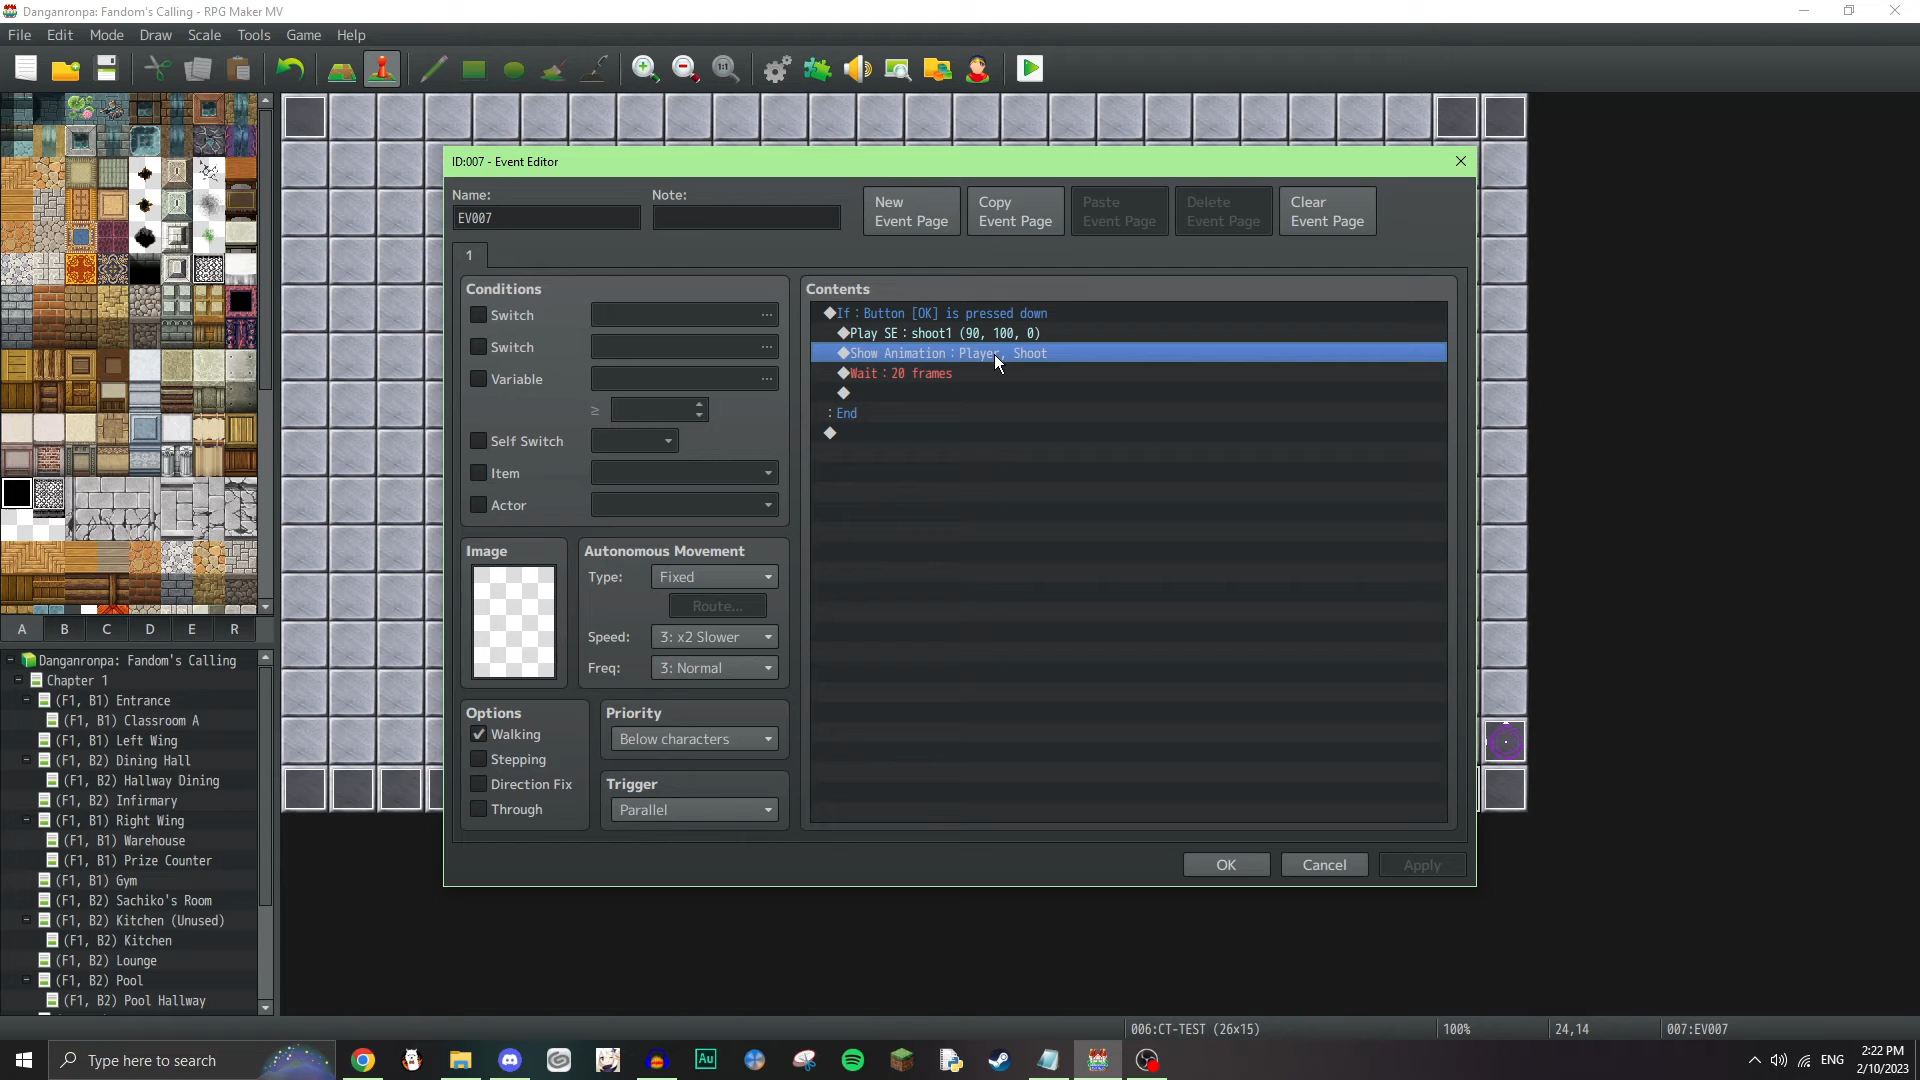 Danganronpa: Fandom's Calling - RPG Maker MV
File Edit Mode Draw Scale Tools Game Help
1:1
ID:007 - Event Editor
Name: Note:
EV007
New Event Page
Copy Event Page
Paste Event Page
Delete Event Page
Clear Event Page
1
Conditions
Switch ...
Switch ...
Variable ...
≥
Self Switch
Item
Actor
Image
Autonomous Movement
Type: Fixed
Route...
Speed: 3: x2 Slower
Freq: 3: Normal
Options
Walking
Stepping
Direction Fix
Through
Priority
Below characters
Trigger
Parallel
Contents
◆If : Button [OK] is pressed down
◆Play SE : shoot1 (90, 100, 0)
◆Show Animation : Player, Shoot
◆Wait : 20 frames
◆
: End
◆
OK Cancel Apply
A B C D E R
Danganronpa: Fandom's Calling
Chapter 1
(F1, B1) Entrance
(F1, B1) Classroom A
(F1, B1) Left Wing
(F1, B2) Dining Hall
(F1, B2) Hallway Dining
(F1, B2) Infirmary
(F1, B1) Right Wing
(F1, B1) Warehouse
(F1, B1) Prize Counter
(F1, B1) Gym
(F1, B2) Sachiko's Room
(F1, B2) Kitchen (Unused)
(F1, B2) Kitchen
(F1, B2) Lounge
(F1, B2) Pool
(F1, B2) Pool Hallway
006:CT-TEST (26x15) 100% 24,14 007:EV007
Type here to search
Au
ENG
2:22 PM
2/10/2023